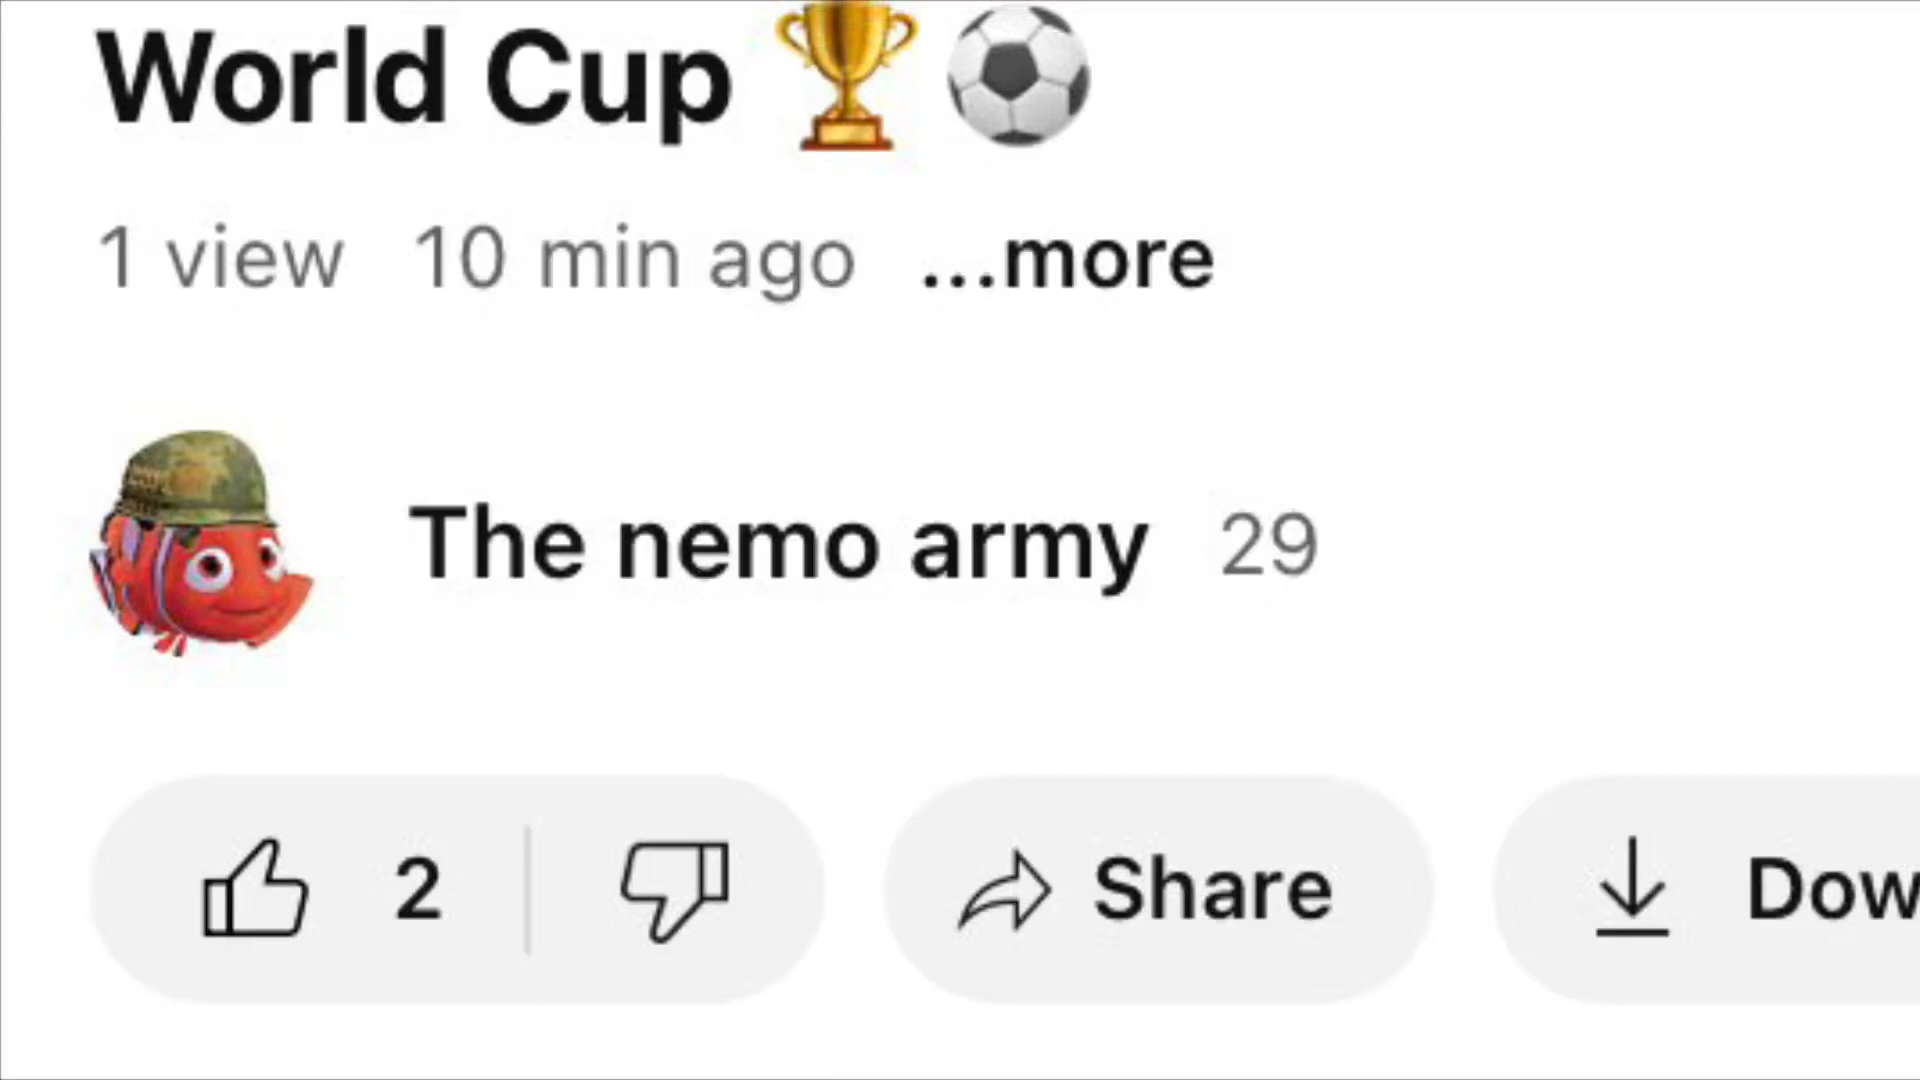 World Cup 🏆⚽
1 view 10 min ago ...more
The nemo army 29
2 Share Dow